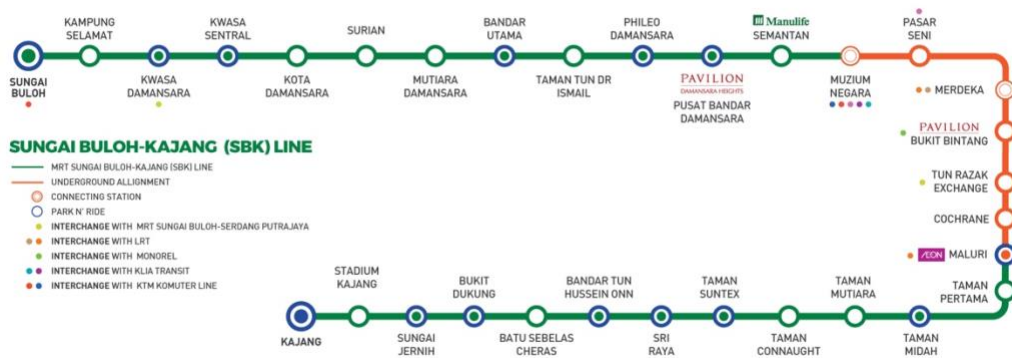 KAMPUNG
SELAMAT
KWASA
SENTRAL
SURIAN
BANDAR
UTAMA
PHILEO
DAMANSARA
Manulife
SEMANTAN
PASAR
SENI
SUNGAI
BULOH
KWASA
DAMANSARA
KOTA
DAMANSARA
MUTIARA
DAMANSARA
TAMAN TUN DR
ISMAIL
PAVILION
DAMANSARA HEIGHTS
PUSAT BANDAR
DAMANSARA
MUZIUM
NEGARA
MERDEKA
PAVILION
BUKIT BINTANG
TUN RAZAK
EXCHANGE
COCHRANE
AEON MALURI
TAMAN
PERTAMA
SUNGAI BULOH-KAJANG (SBK) LINE
MRT SUNGAI BULOH-KAJANG (SBK) LINE
UNDERGROUND ALLIGNMENT
CONNECTING STATION
PARK N' RIDE
INTERCHANGE WITH MRT SUNGAI BULOH-SERDANG PUTRAJAYA
INTERCHANGE WITH LRT
INTERCHANGE WITH MONOREL
INTERCHANGE WITH KLIA TRANSIT
INTERCHANGE WITH KTM KOMUTER LINE
STADIUM
KAJANG
BUKIT
DUKUNG
BANDAR TUN
HUSSEIN ONN
TAMAN
SUNTEX
TAMAN
MUTIARA
KAJANG
SUNGAI
JERNIH
BATU SEBELAS
CHERAS
SRI
RAYA
TAMAN
CONNAUGHT
TAMAN
MIDAH